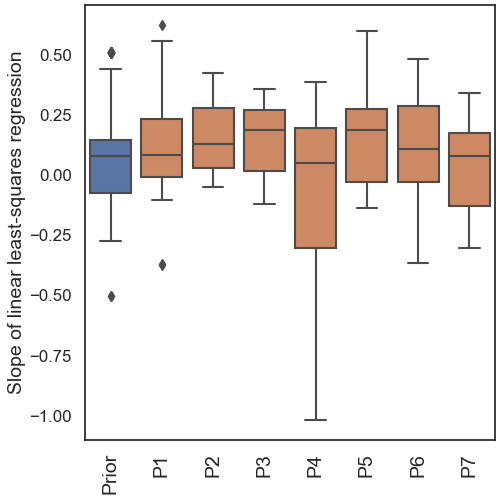 Slope of linear least-squares regression
0.50
0.25
0.00
−0.25
−0.50
−0.75
−1.00
Prior
P1
P2
P3
P4
P5
P6
P7